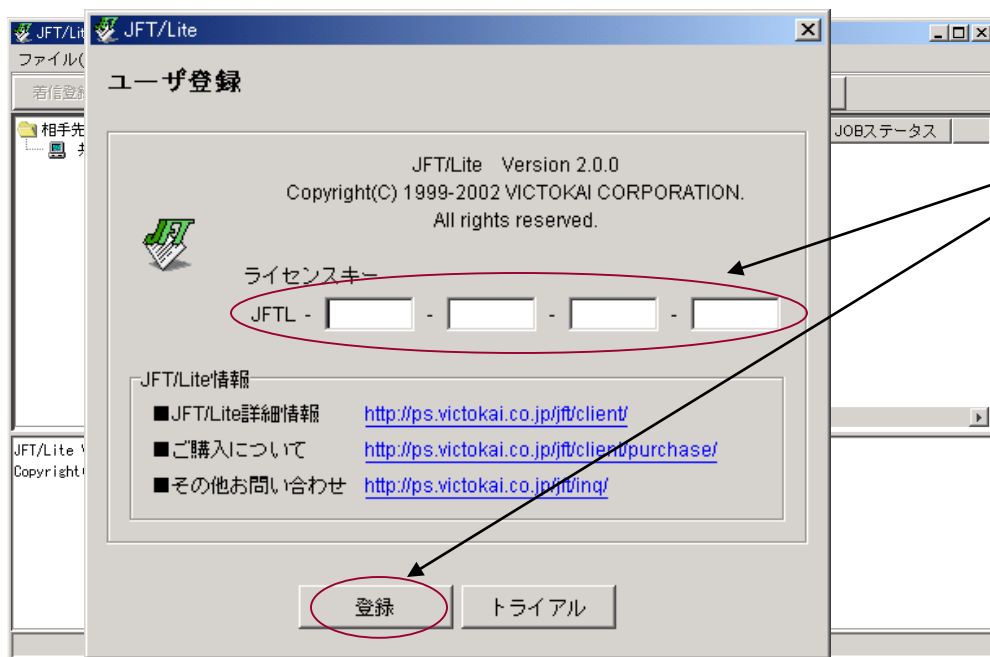 JFT/Lite
ユーザ登録
JFT/Lite Version 2.0.0
Copyright(C) 1999-2002 VICTOKAI CORPORATION.
All rights reserved.
ライセンスキー
JFTL - - - -
JFT/Lite情報
■JFT/Lite詳細情報 http://ps.victokai.co.jp/jft/client/
■ご購入について http://ps.victokai.co.jp/jft/client/purchase/
■その他お問い合わせ http://ps.victokai.co.jp/jft/inq/
登録 トライアル
JFT/Lit
ファイル(
着信登録
相手先
JOBステータス
JFT/Lite
Copyright